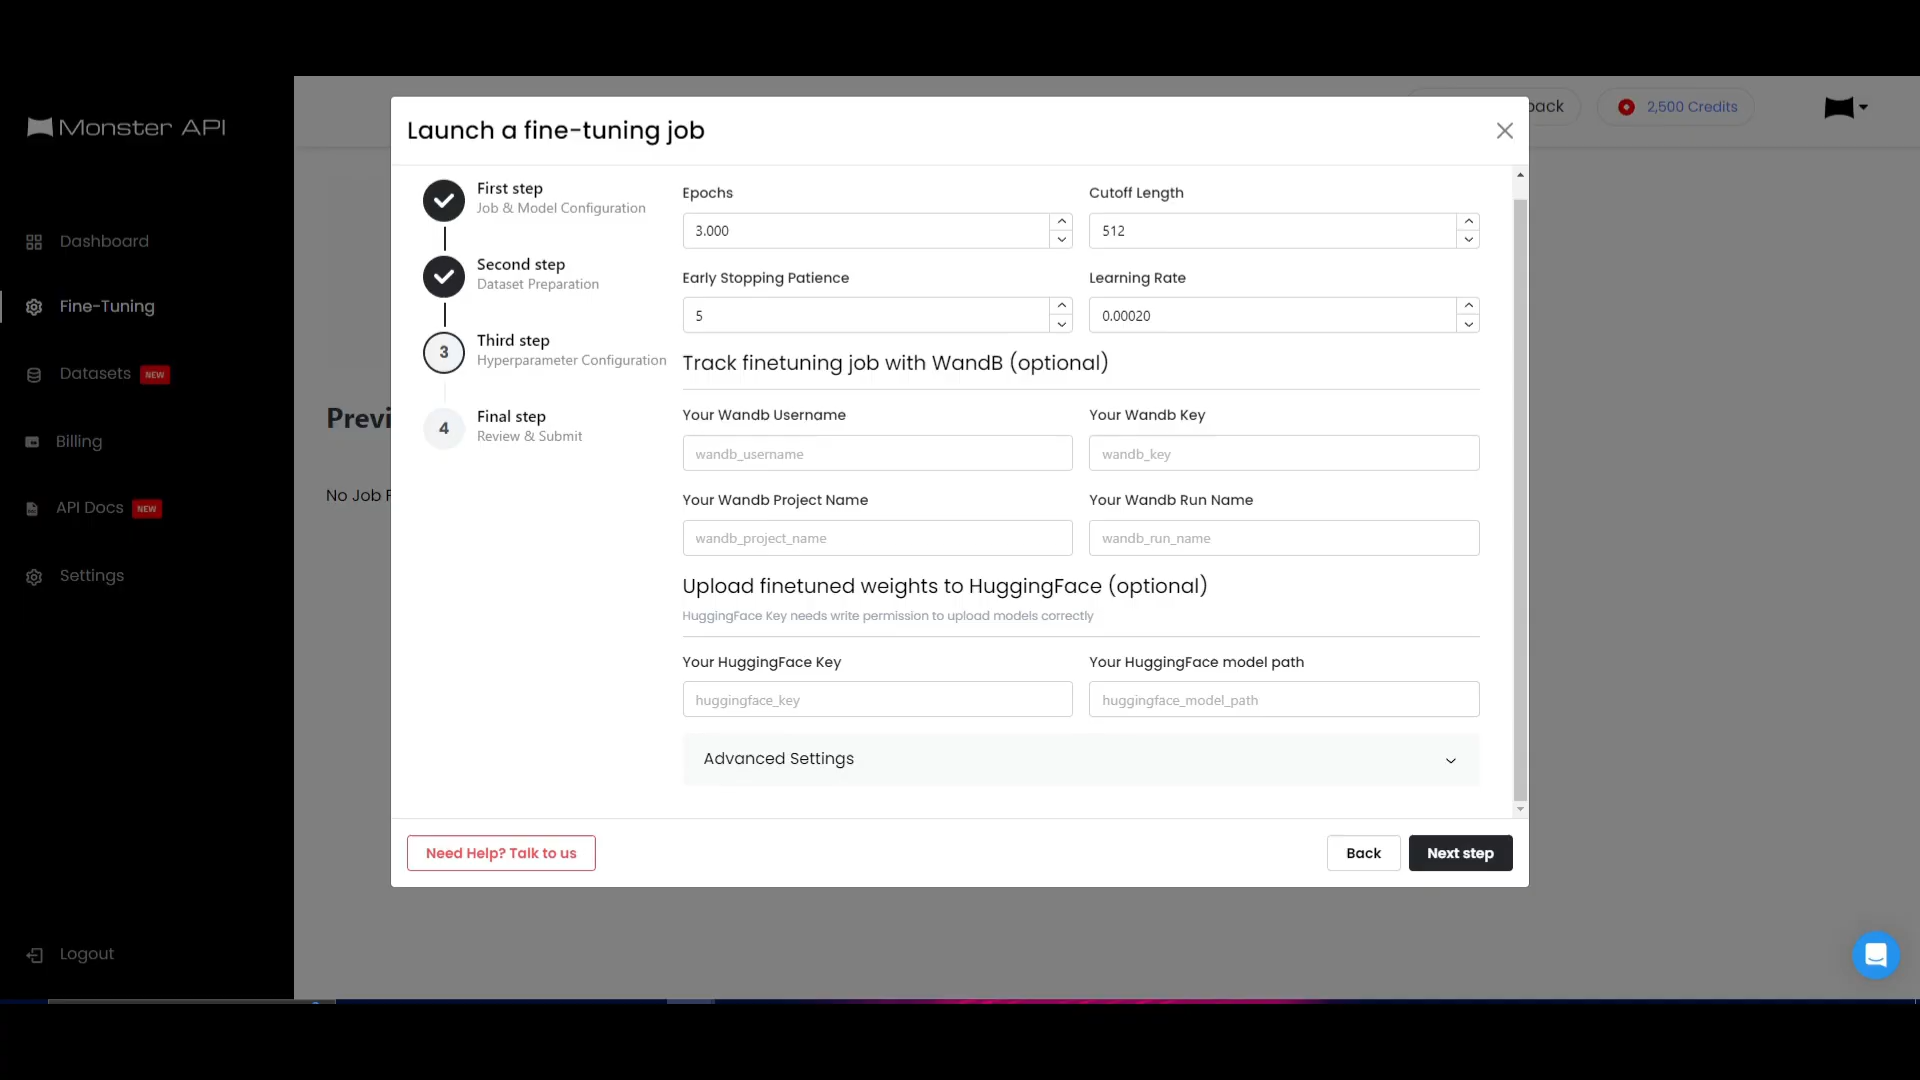 Monster API
Dashboard
Fine-Tuning
Datasets NEW
Billing
API Docs NEW
Settings
Logout
back
2,500 Credits
Previ
No Job F
Launch a fine-tuning job
First step
Job & Model Configuration
Second step
Dataset Preparation
3
Third step
Hyperparameter Configuration
4
Final step
Review & Submit
Epochs
Cutoff Length
3.000
512
Early Stopping Patience
Learning Rate
5
0.00020
Track finetuning job with WandB (optional)
Your Wandb Username
Your Wandb Key
wandb_username
wandb_key
Your Wandb Project Name
Your Wandb Run Name
wandb_project_name
wandb_run_name
Upload finetuned weights to HuggingFace (optional)
HuggingFace Key needs write permission to upload models correctly
Your HuggingFace Key
Your HuggingFace model path
huggingface_key
huggingface_model_path
Advanced Settings
Need Help? Talk to us
Back
Next step